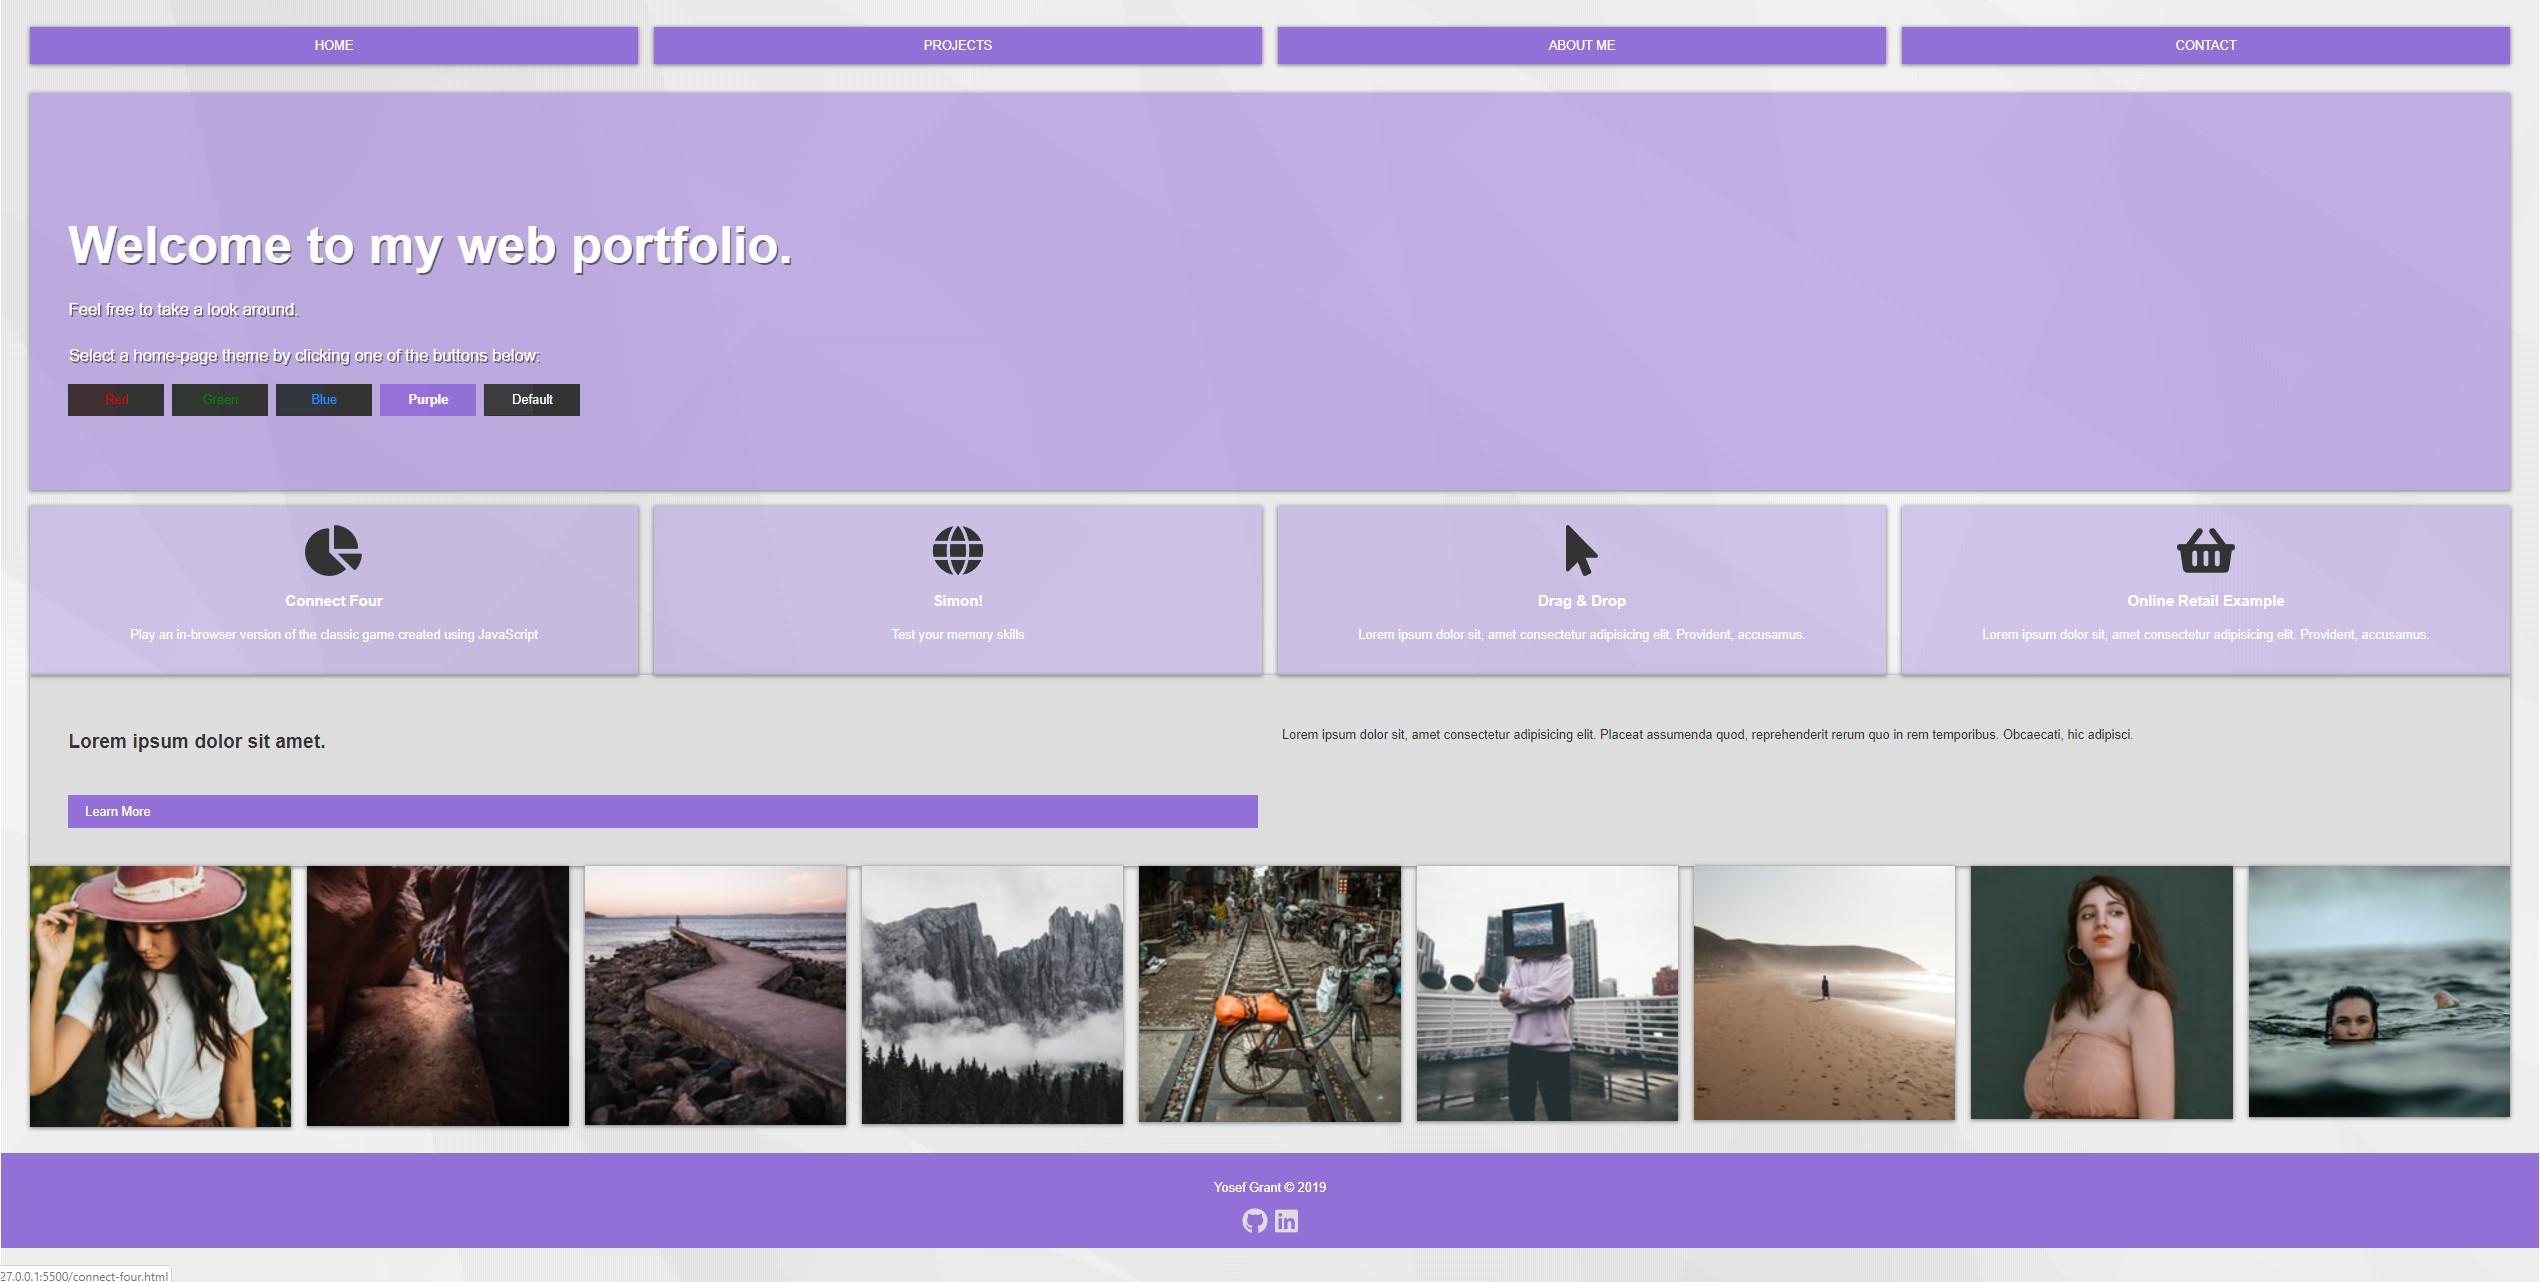 HOME
PROJECTS
ABOUT ME
CONTACT
Welcome to my web portfolio.
Feel free to take a look around.
Select a home-page theme by clicking one of the buttons below:
Red
Green
Blue
Purple
Default
Connect Four
Play an in-browser version of the classic game created using JavaScript
Simon!
Test your memory skills
Drag & Drop
Lorem ipsum dolor sit, amet consectetur adipisicing elit. Provident, accusamus.
Online Retail Example
Lorem ipsum dolor sit, amet consectetur adipisicing elit. Provident, accusamus.
Lorem ipsum dolor sit amet.
Learn More
Lorem ipsum dolor sit, amet consectetur adipisicing elit. Placeat assumenda quod, reprehenderit rerum quo in rem temporibus. Obcaecati, hic adipisci.
Yosef Grant © 2019
in
27.0.0.1:5500/connect-four.html